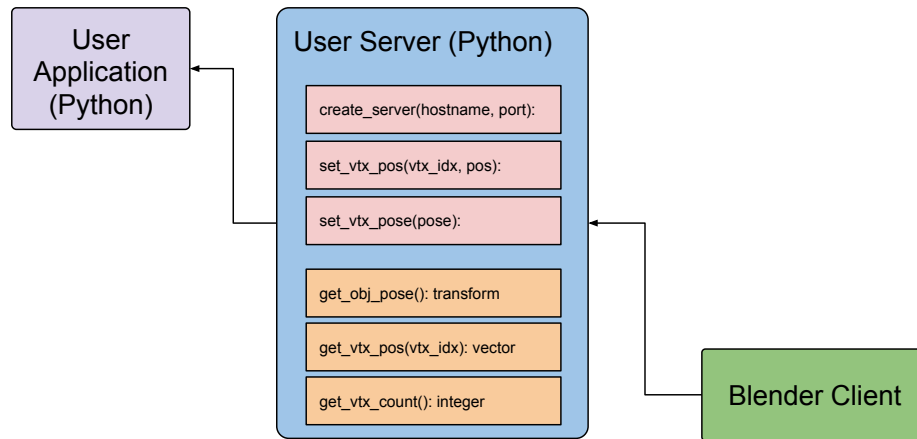 User
Application
(Python)
User Server (Python)
create_server(hostname, port):
set_vtx_pos(vtx_idx, pos):
set_vtx_pose(pose):
get_obj_pose(): transform
get_vtx_pos(vtx_idx): vector
get_vtx_count(): integer
Blender Client